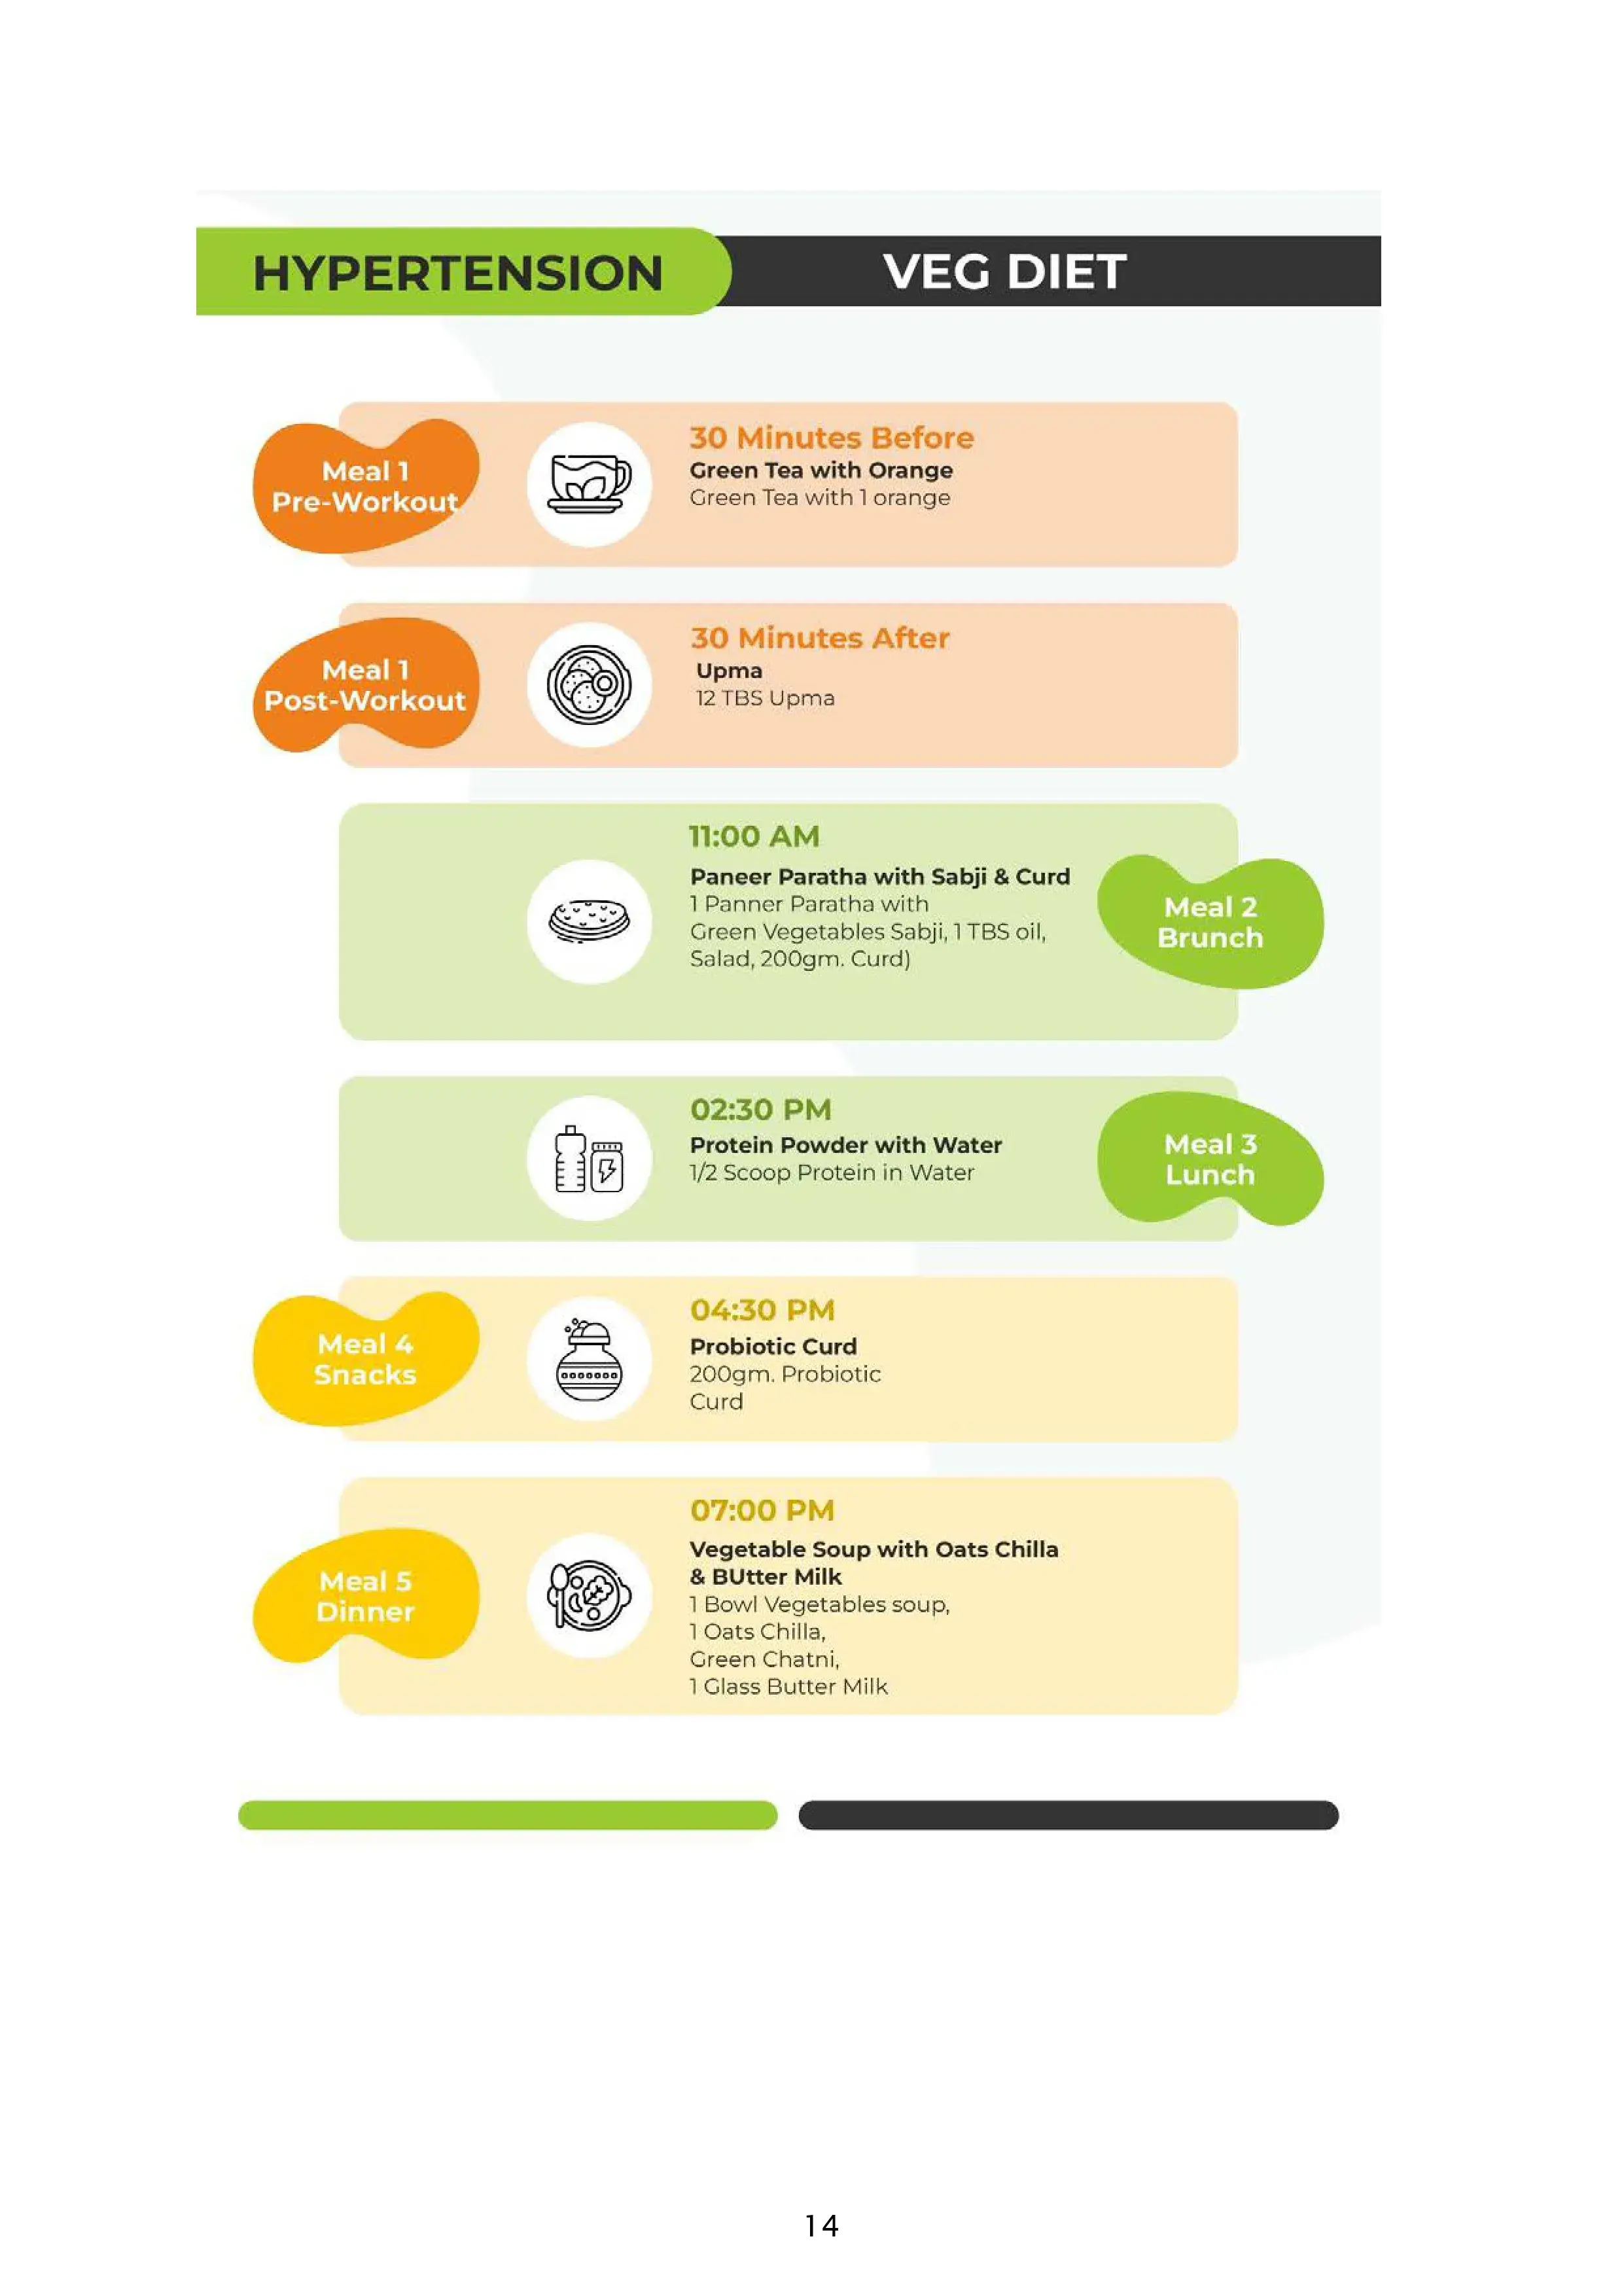 HYPERTENSION
VEG DIET
Meal 1
Pre-Workout
30 Minutes Before
Green Tea with Orange
Green Tea with 1 orange
Meal 1
Post-Workout
30 Minutes After
Upma
12 TBS Upma
11:00 AM
Paneer Paratha with Sabji & Curd
1 Panner Paratha with
Green Vegetables Sabji, 1 TBS oil,
Salad, 200gm. Curd)
Meal 2
Brunch
02:30 PM
Protein Powder with Water
1/2 Scoop Protein in Water
Meal 3
Lunch
Meal 4
Snacks
04:30 PM
Probiotic Curd
200gm. Probiotic
Curd
Meal 5
Dinner
07:00 PM
Vegetable Soup with Oats Chilla
& BUtter Milk
1 Bowl Vegetables soup,
1 Oats Chilla,
Green Chatni,
1 Glass Butter Milk
14